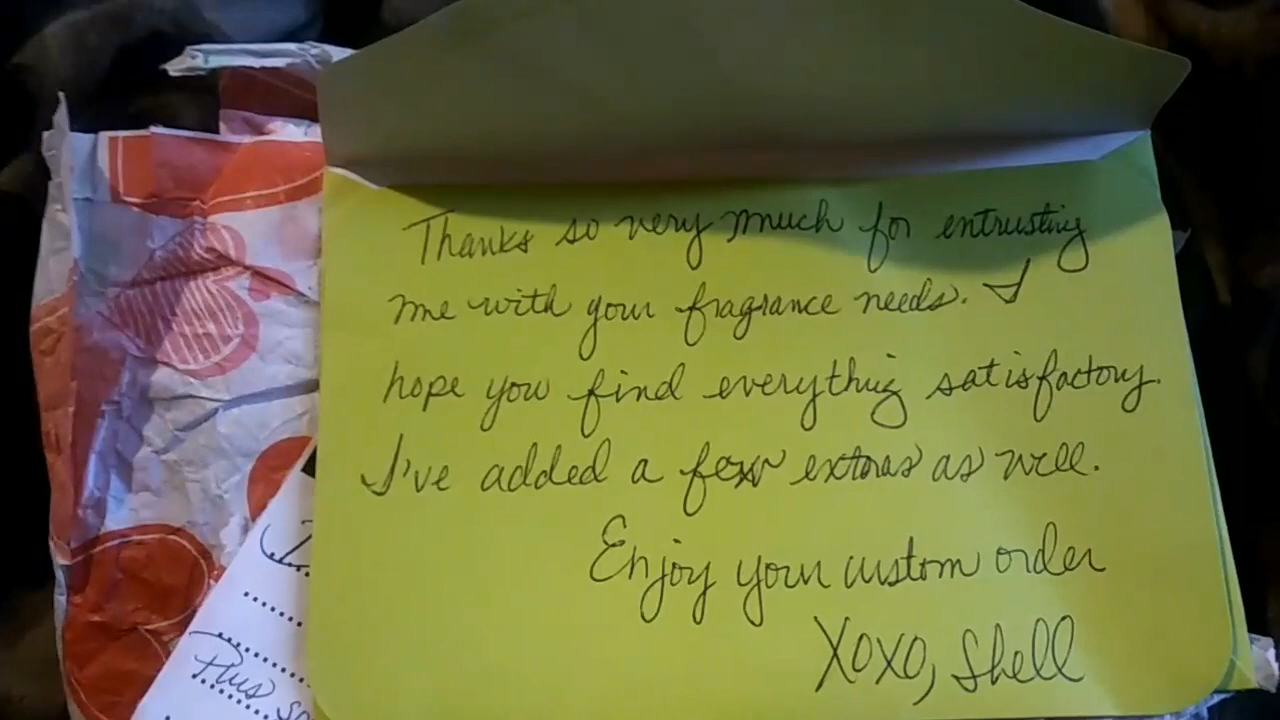 Thanks so very much for entrusting
me with your fragrance needs. I
hope you find everything satisfactory.
I've added a few extras as well.
Enjoy your custom order
XOXO, Shell
Plus so